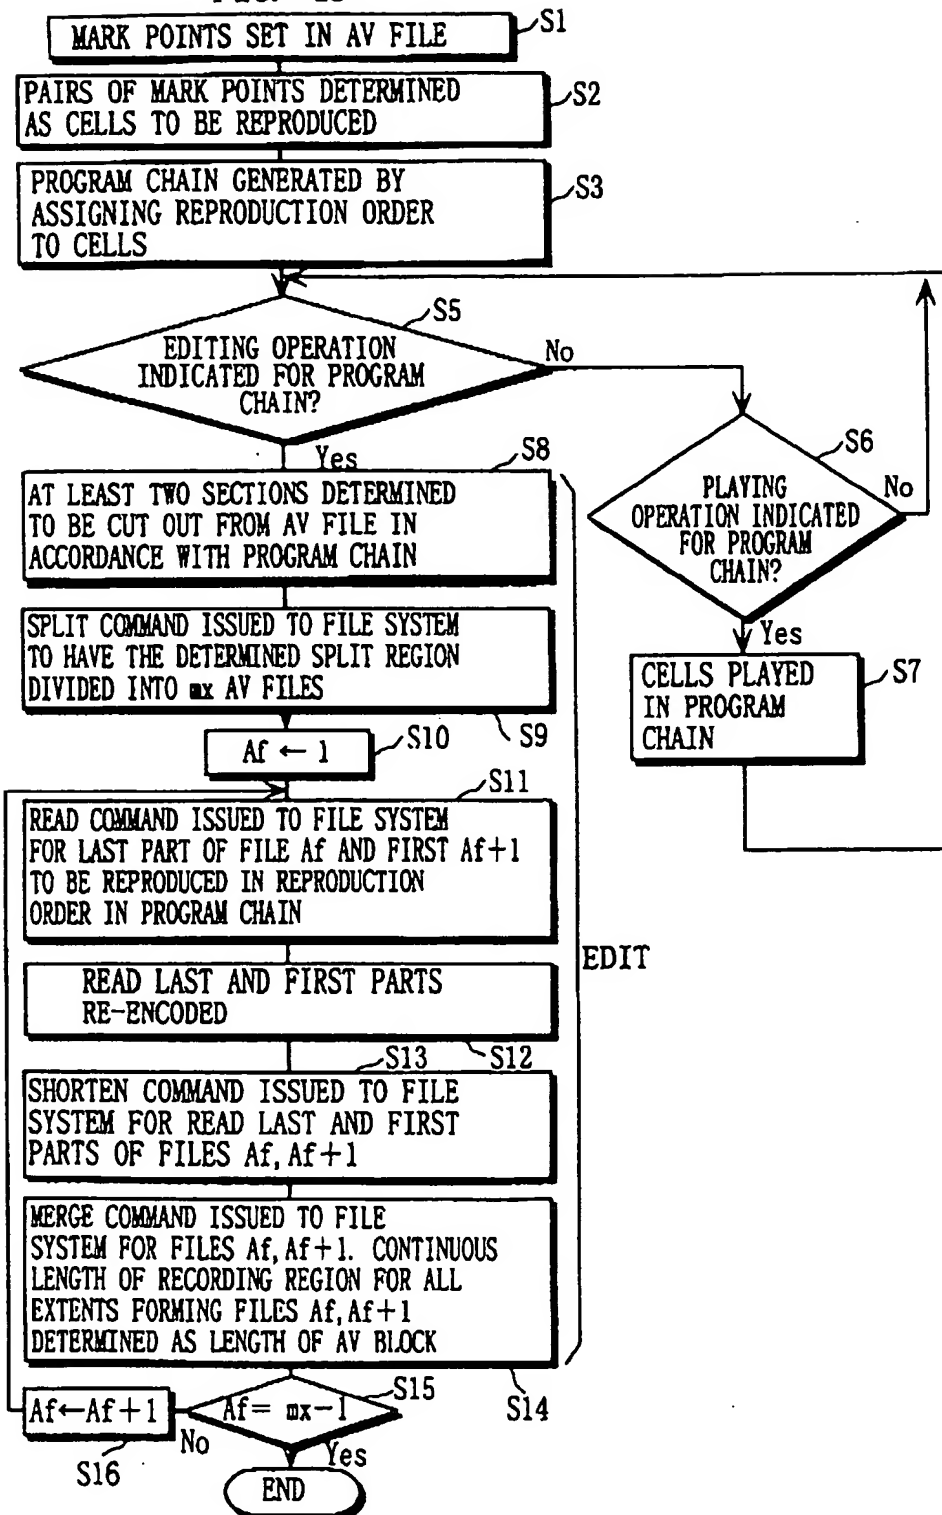 MARK POINTS SET IN AV FILE
S1
PAIRS OF MARK POINTS DETERMINED
AS CELLS TO BE REPRODUCED
S2
PROGRAM CHAIN GENERATED BY
ASSIGNING REPRODUCTION ORDER
TO CELLS
S3
S5
EDITING OPERATION
INDICATED FOR PROGRAM
CHAIN?
No
Yes
S6
PLAYING
OPERATION INDICATED
FOR PROGRAM
CHAIN?
No
Yes
CELLS PLAYED
IN PROGRAM
CHAIN
S7
S8
AT LEAST TWO SECTIONS DETERMINED
TO BE CUT OUT FROM AV FILE IN
ACCORDANCE WITH PROGRAM CHAIN
SPLIT COMMAND ISSUED TO FILE SYSTEM
TO HAVE THE DETERMINED SPLIT REGION
DIVIDED INTO mx AV FILES
S9
Af ← 1
S10
S11
READ COMMAND ISSUED TO FILE SYSTEM
FOR LAST PART OF FILE Af AND FIRST Af+1
TO BE REPRODUCED IN REPRODUCTION
ORDER IN PROGRAM CHAIN
EDIT
READ LAST AND FIRST PARTS
RE-ENCODED
S12
S13
SHORTEN COMMAND ISSUED TO FILE
SYSTEM FOR READ LAST AND FIRST
PARTS OF FILES Af, Af+1
MERGE COMMAND ISSUED TO FILE
SYSTEM FOR FILES Af, Af+1. CONTINUOUS
LENGTH OF RECORDING REGION FOR ALL
EXTENTS FORMING FILES Af, Af+1
DETERMINED AS LENGTH OF AV BLOCK
S14
S15
Af= mx-1
Af←Af+1
No
S16
Yes
END